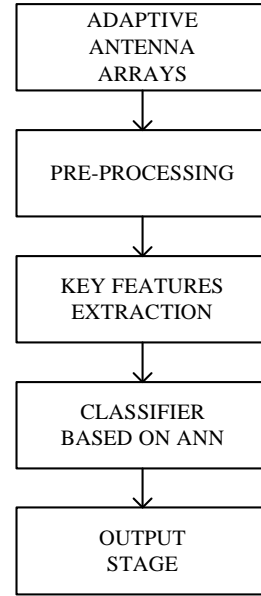 ADAPTIVE
ANTENNA
ARRAYS
PRE-PROCESSING
KEY FEATURES
EXTRACTION
CLASSIFIER
BASED ON ANN
OUTPUT
STAGE